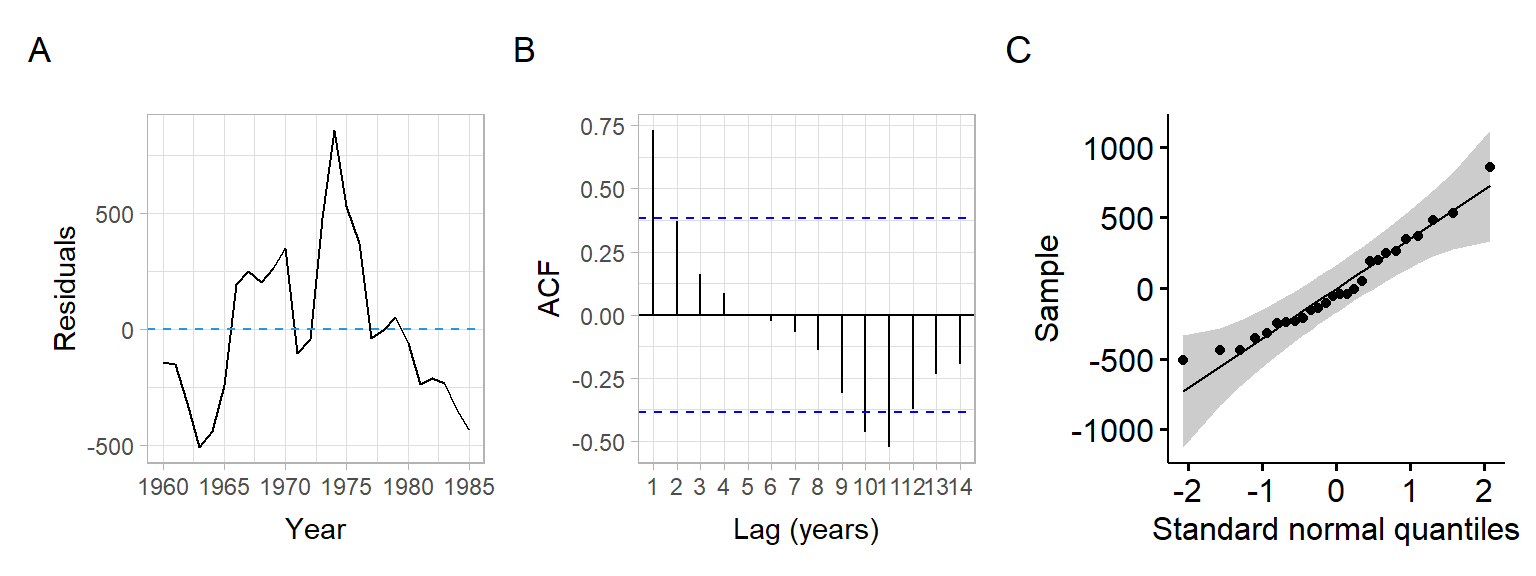 A
B
C
Residuals
500
0
-500
1960 1965 1970 1975 1980 1985
Year
ACF
0.75
0.50
0.25
0.00
-0.25
-0.50
1 2 3 4 5 6 7 8 9 10 11 12 13 14
Lag (years)
Sample
1000
500
0
-500
-1000
-2 -1 0 1 2
Standard normal quantiles